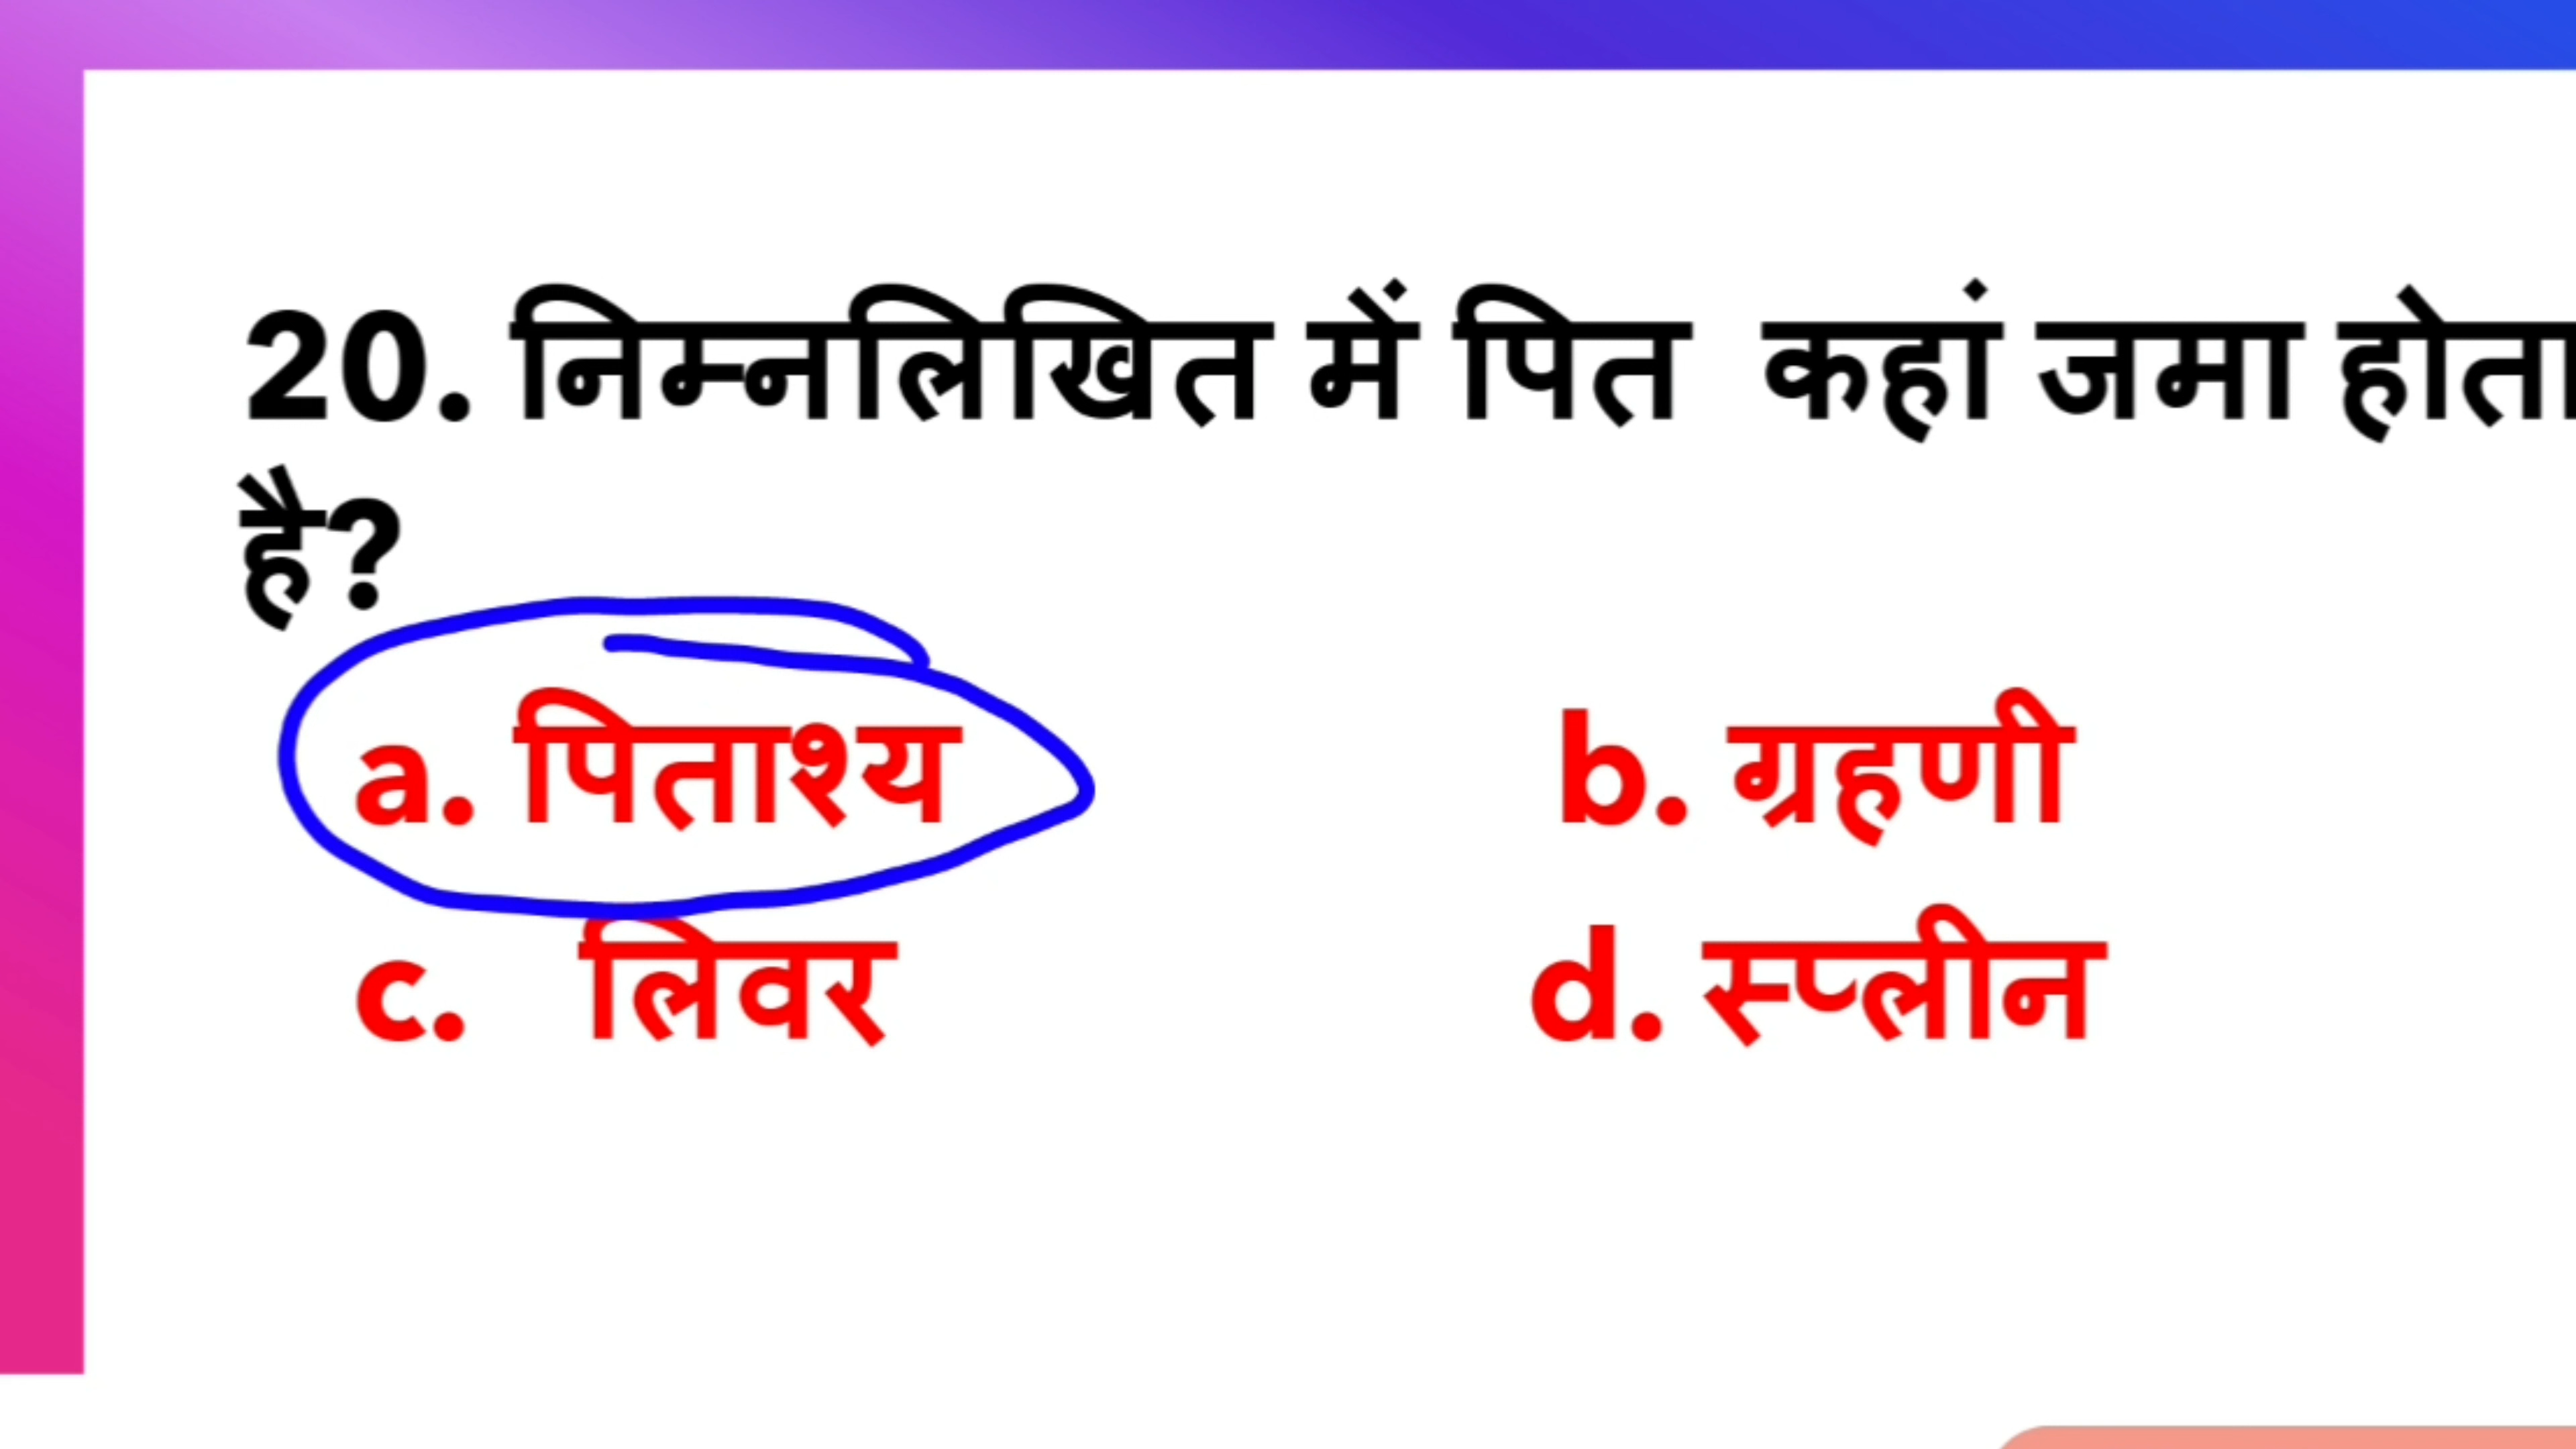 20. निम्नलिखित में पित कहां जमा होता
है?
a. पिताश्य b. ग्रहणी
c. लिवर d. स्प्लीन